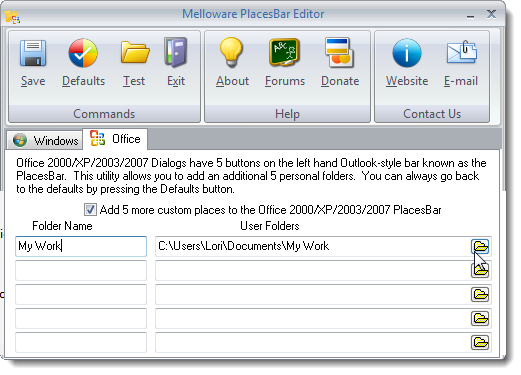 Melloware PlacesBar Editor
Save Defaults Test Exit About Forums Donate Website E-mail
Commands Help Contact Us
Windows Office
Office 2000/XP/2003/2007 Dialogs have 5 buttons on the left hand Outlook-style bar known as the
PlacesBar. This utility allows you to add an additional 5 personal folders. You can always go back
to the defaults by pressing the Defaults button.
Add 5 more custom places to the Office 2000/XP/2003/2007 PlacesBar
Folder Name User Folders
My Work C:\Users\Lori\Documents\My Work